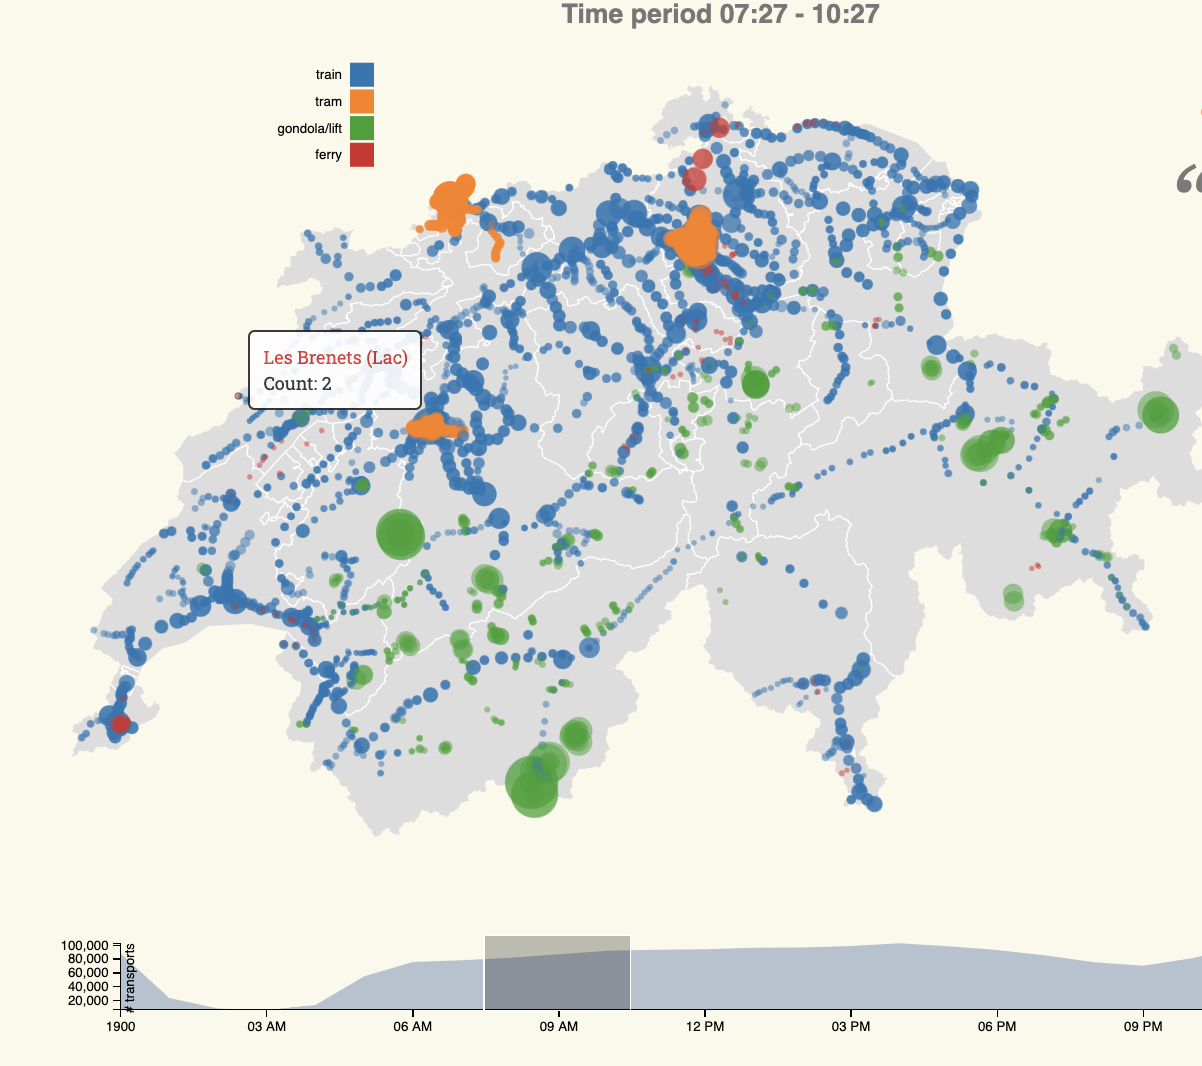 Time period 07:27 - 10:27
“
train
tram
gondola/lift
ferry
Les Brenets (Lac)
Count: 2
100,000
80,000
60,000
40,000
20,000
# transports
1900
03 AM
06 AM
09 AM
12 PM
03 PM
06 PM
09 PM